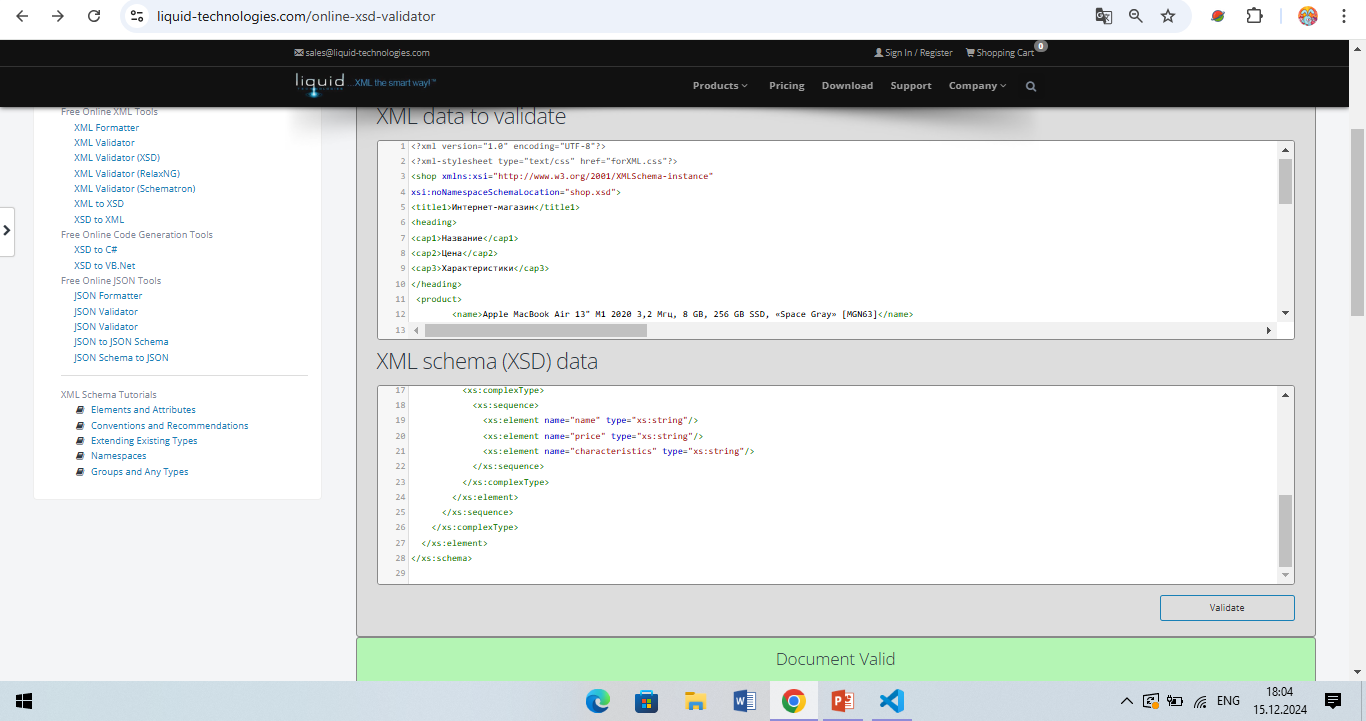 liquid-technologies.com/online-xsd-validator
sales@liquid-technologies.com
Sign In / Register
Shopping Cart
0
liquid
XML the smart way!™
Products
Pricing
Download
Support
Company
Free Online XML Tools
XML Formatter
XML Validator
XML Validator (XSD)
XML Validator (RelaxNG)
XML Validator (Schematron)
XML to XSD
XSD to XML
Free Online Code Generation Tools
XSD to C#
XSD to VB.Net
Free Online JSON Tools
JSON Formatter
JSON Validator
JSON Validator
JSON to JSON Schema
JSON Schema to JSON
XML Schema Tutorials
Elements and Attributes
Conventions and Recommendations
Extending Existing Types
Namespaces
Groups and Any Types
XML data to validate
1 <?xml version="1.0" encoding="UTF-8"?>
2 <?xml-stylesheet type="text/css" href="forXML.css"?>
3 <shop xmlns:xsi="http://www.w3.org/2001/XMLSchema-instance"
4 xsi:noNamespaceSchemaLocation="shop.xsd">
5 <title1>Интернет-магазин</title1>
6 <heading>
7 <cap1>Название</cap1>
8 <cap2>Цена</cap2>
9 <cap3>Характеристики</cap3>
10 </heading>
11 <product>
12 <name>Apple MacBook Air 13" M1 2020 3,2 Мгц, 8 GB, 256 GB SSD, «Space Gray» [MGN63]</name>
13
XML schema (XSD) data
17 <xs:complexType>
18 <xs:sequence>
19 <xs:element name="name" type="xs:string"/>
20 <xs:element name="price" type="xs:string"/>
21 <xs:element name="characteristics" type="xs:string"/>
22 </xs:sequence>
23 </xs:complexType>
24 </xs:element>
25 </xs:sequence>
26 </xs:complexType>
27 </xs:element>
28 </xs:schema>
29
Validate
Document Valid
ENG
18:04
15.12.2024